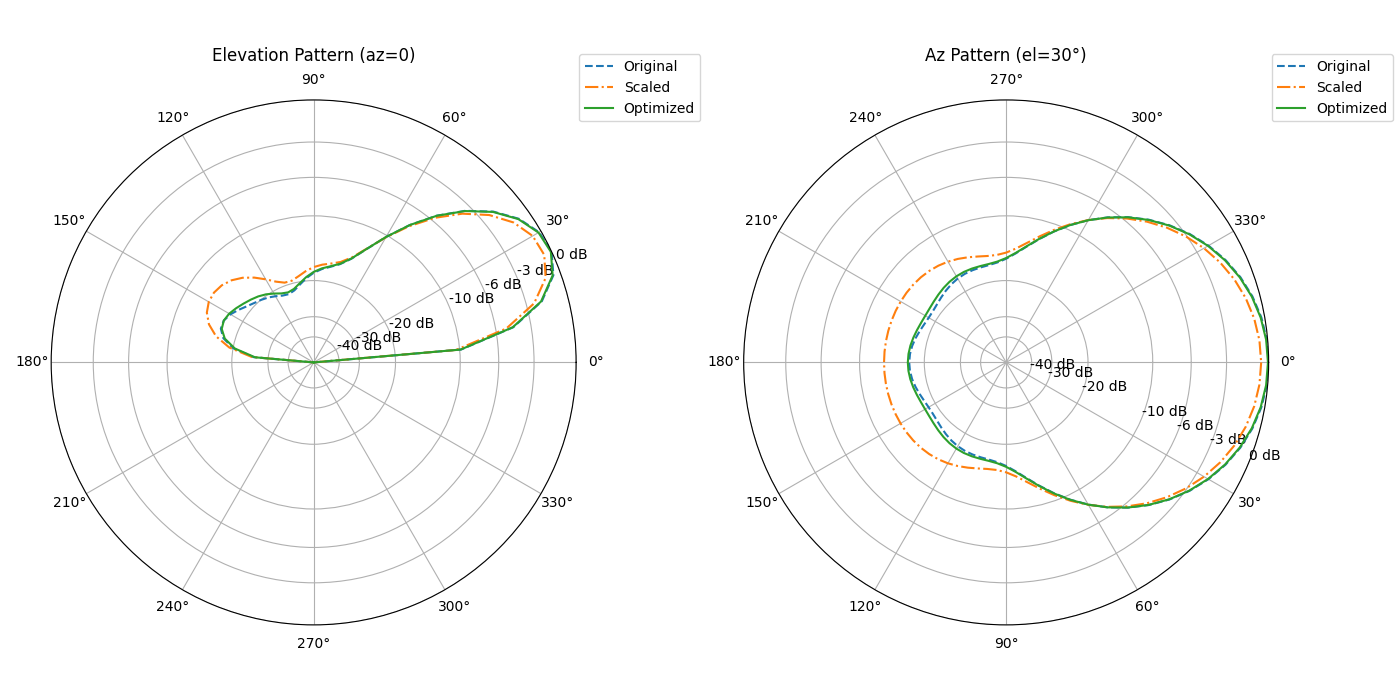 Elevation Pattern (az=0)
Original
Scaled
Optimized
90°
120°
60°
150°
30°
0 dB
-3 dB
-6 dB
-10 dB
-20 dB
-30 dB
-40 dB
180°
0°
210°
330°
240°
300°
270°
Az Pattern (el=30°)
Original
Scaled
Optimized
270°
240°
300°
210°
330°
180°
0°
-40 dB
-30 dB
-20 dB
-10 dB
-6 dB
-3 dB
0 dB
150°
30°
120°
60°
90°